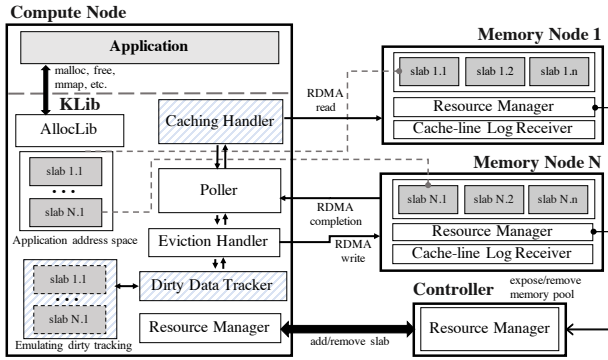 Compute Node
Application
malloc, free,
mmap, etc.
KLib
AllocLib
slab 1.1
• • •
slab N.1
Application address space
slab 1.1
• • •
slab N.1
Emulating dirty tracking
Caching Handler
Poller
Eviction Handler
Dirty Data Tracker
Resource Manager
RDMA
read
RDMA
completion
RDMA
write
add/remove slab
Memory Node 1
slab 1.1 slab 1.2 slab 1.n
Resource Manager
Cache-line Log Receiver
Memory Node N
slab N.1 slab N.2 slab N.n
Resource Manager
Cache-line Log Receiver
Controller
expose/remove
memory pool
Resource Manager